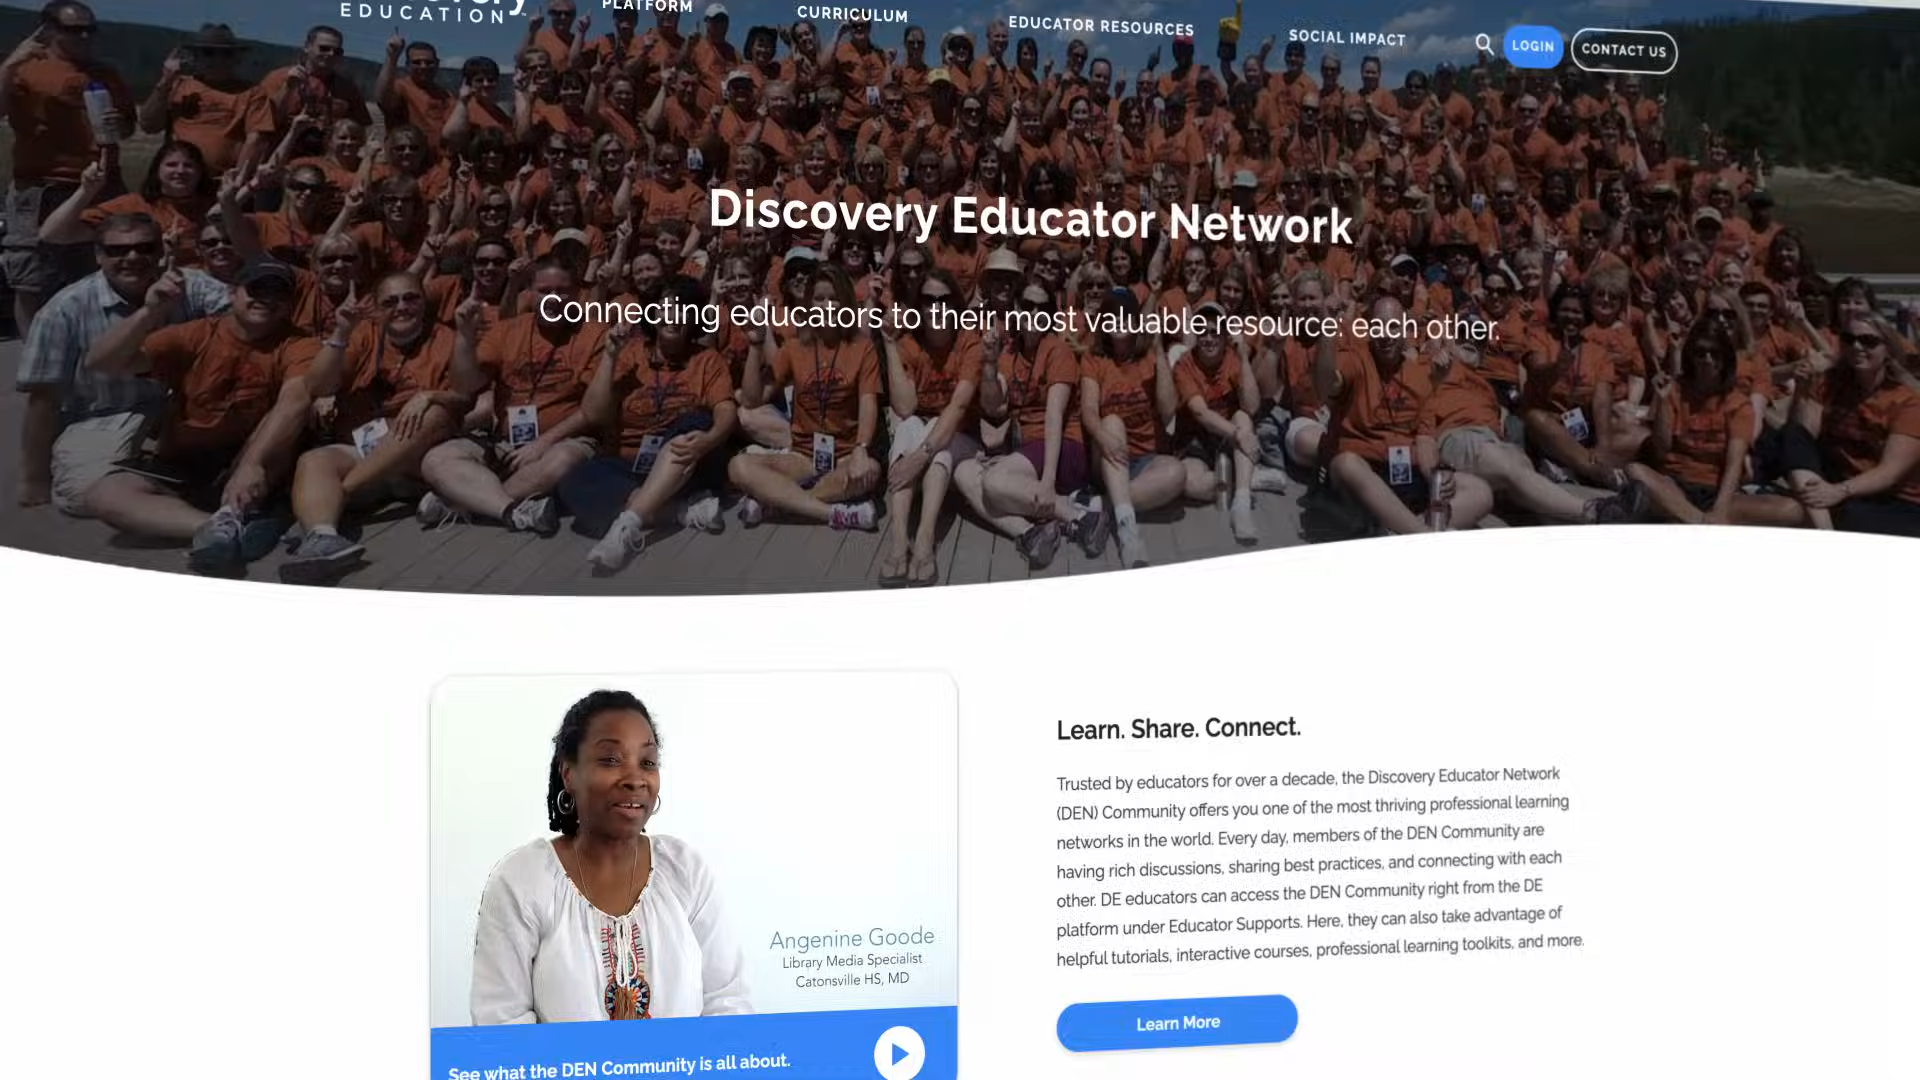 EDUCATION
PLATFORM
CURRICULUM
EDUCATOR RESOURCES
SOCIAL IMPACT
LOGIN
CONTACT US
Discovery Educator Network
Connecting educators to their most valuable resource: each other.
Angenine Goode
Library Media Specialist
Catonsville HS, MD
See what the DEN Community is all about.
Learn. Share. Connect.
Trusted by educators for over a decade, the Discovery Educator Network
(DEN) Community offers you one of the most thriving professional learning
networks in the world. Every day, members of the DEN Community are
having rich discussions, sharing best practices, and connecting with each
other. DE educators can access the DEN Community right from the DE
platform under Educator Supports. Here, they can also take advantage of
helpful tutorials, interactive courses, professional learning toolkits, and more.
Learn More